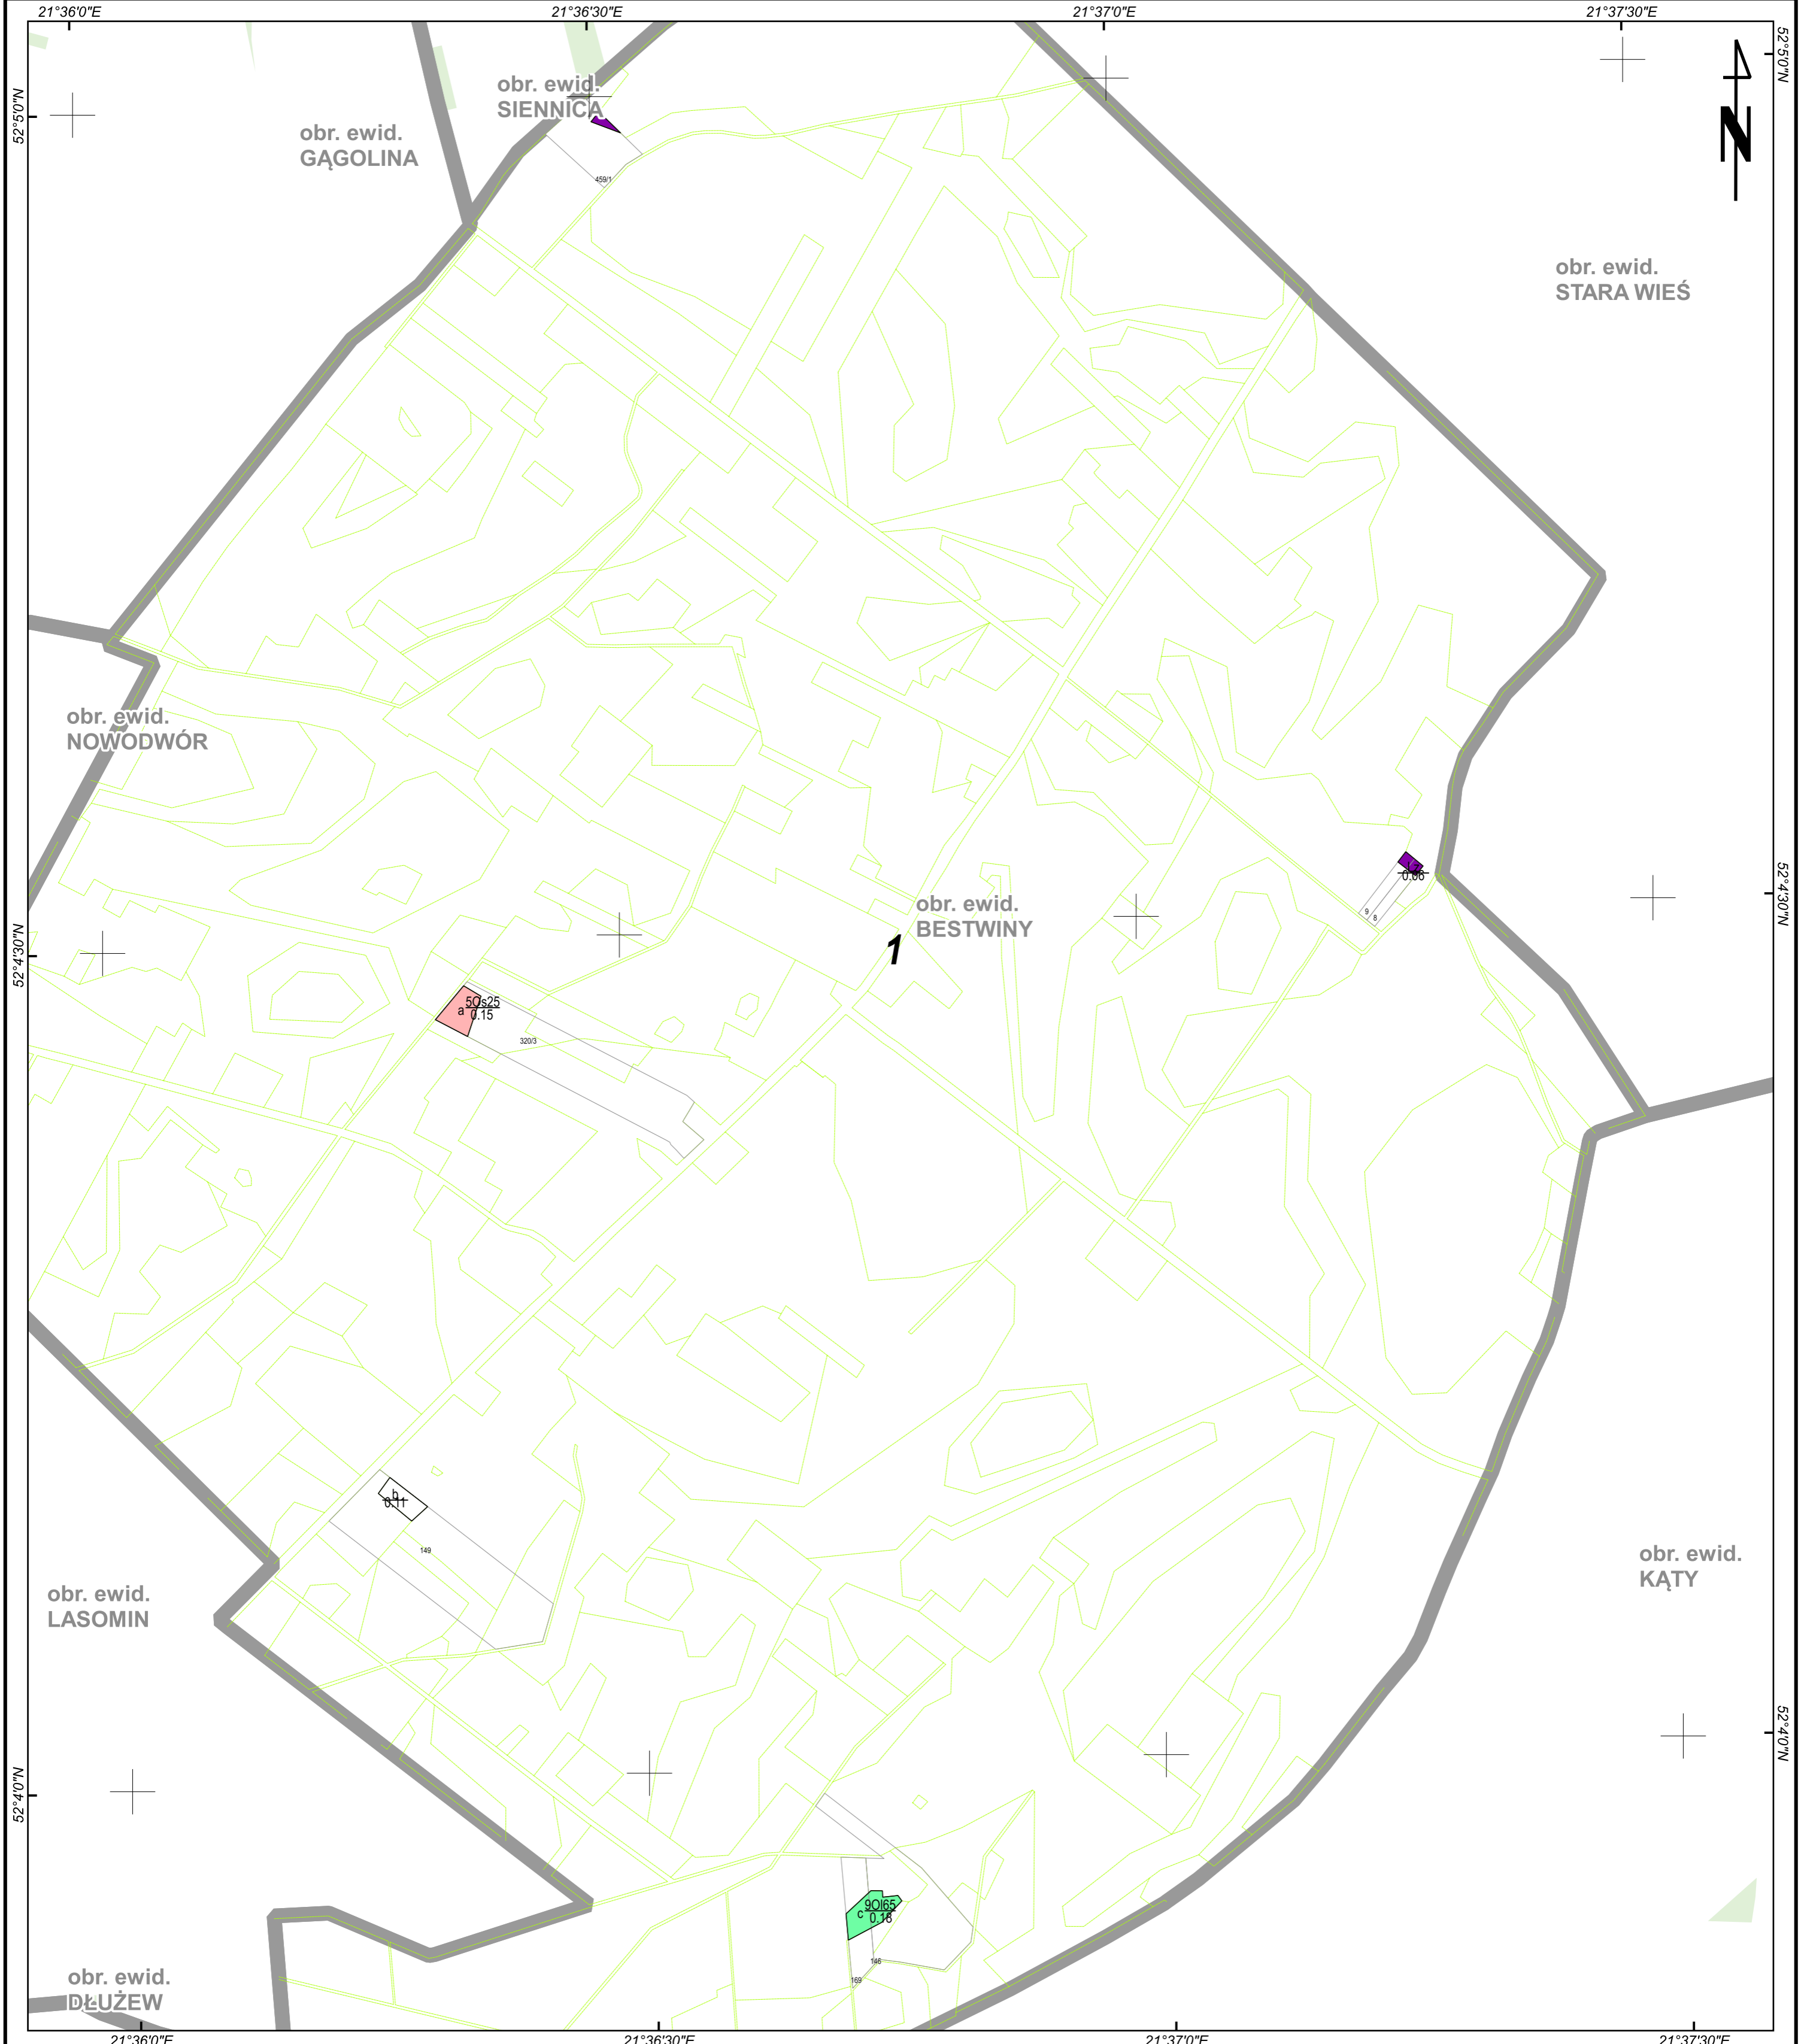 21°36'0"E
21°36'30"E
21°37'0"E
21°37'30"E
52°5'0"N
52°5'0"N
N
obr. ewid.
SIENNICA
obr. ewid.
GĄGOLINA
459/1
obr. ewid.
STARA WIEŚ
obr. ewid.
NOWODWÓR
0.06
9
8
52°4'30"N
52°4'30"N
obr. ewid.
BESTWINY
1
a
5Os25
0.15
320/3
b
0.11
149
obr. ewid.
LASOMIN
obr. ewid.
KĄTY
52°4'0"N
52°4'0"N
c
9Ol65
0.18
146
169
obr. ewid.
DŁUŻEW
21°36'0"E
21°36'30"E
21°37'0"E
21°37'30"E